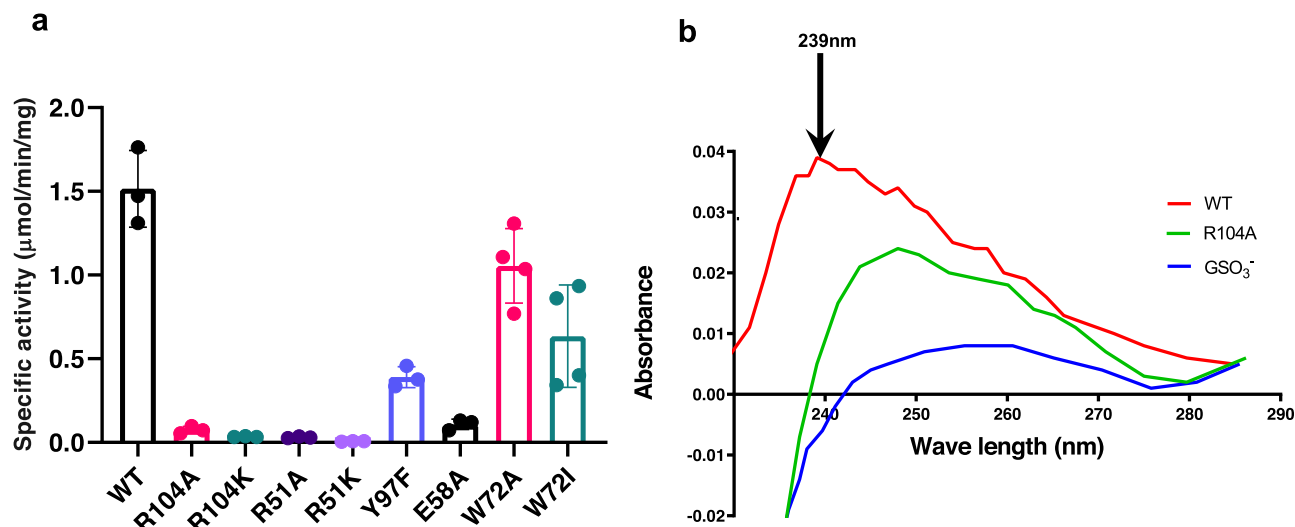 a
Specific activity (µmol/min/mg)
2.0
1.5
1.0
0.5
0.0
WT
R104A
R104K
R51A
R51K
Y97F
E58A
W72A
W72I
b
239nm
Absorbance
0.04
0.03
0.02
0.01
0.00
-0.01
-0.02
240
250
260
270
280
290
Wave length (nm)
WT
R104A
GSO₃⁻